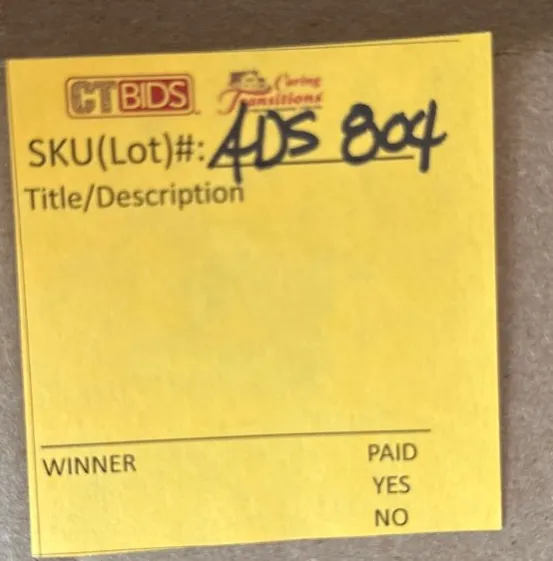 CTBIDS Caring Transitions
SKU(Lot)#: ADS 804
Title/Description
WINNER PAID
YES
NO